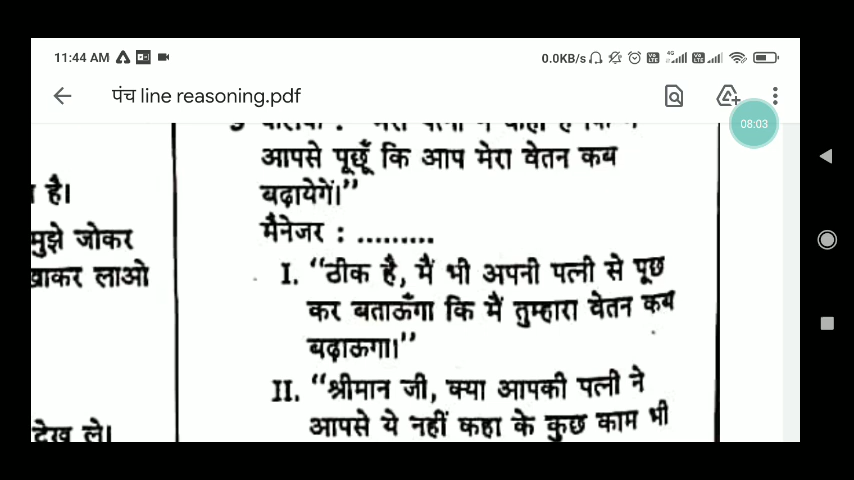 11:44 AM
0.0KB/s
4G
पंच line reasoning.pdf
08:03
आपसे पूछूँ कि आप मेरा वेतन कब
बढ़ायेगें।”
मैनेजर : .........
I. “ठीक है, मैं भी अपनी पत्नी से पूछ
कर बताऊँगा कि मैं तुम्हारा वेतन कब
बढ़ाऊगा।”
II. “श्रीमान जी, क्या आपकी पत्नी ने
आपसे ये नहीं कहा के कुछ काम भी
है।
मुझे जोकर
लाओ
देख ले।